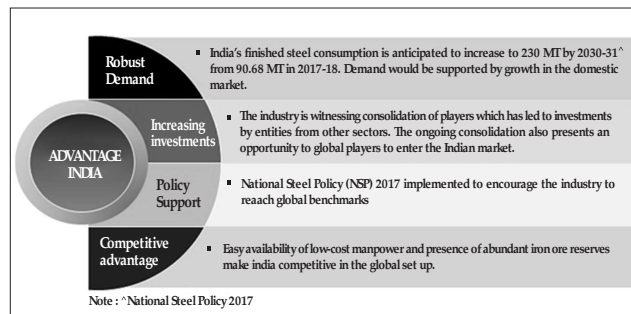 Robust
Demand
▪ India's finished steel consumption is anticipated to increase to 230 MT by 2030-31^
from 90.68 MT in 2017-18. Demand would be supported by growth in the domestic
market.
Increasing
investments
▪ The industry is witnessing consolidation of players which has led to investments
by entities from other sectors. The ongoing consolidation also presents an
opportunity to global players to enter the Indian market.
ADVANTAGE
INDIA
Policy
Support
▪ National Steel Policy (NSP) 2017 implemented to encourage the industry to
reaach global benchmarks
Competitive
advantage
▪ Easy availability of low-cost manpower and presence of abundant iron ore reserves
make india competitive in the global set up.
Note : ^National Steel Policy 2017